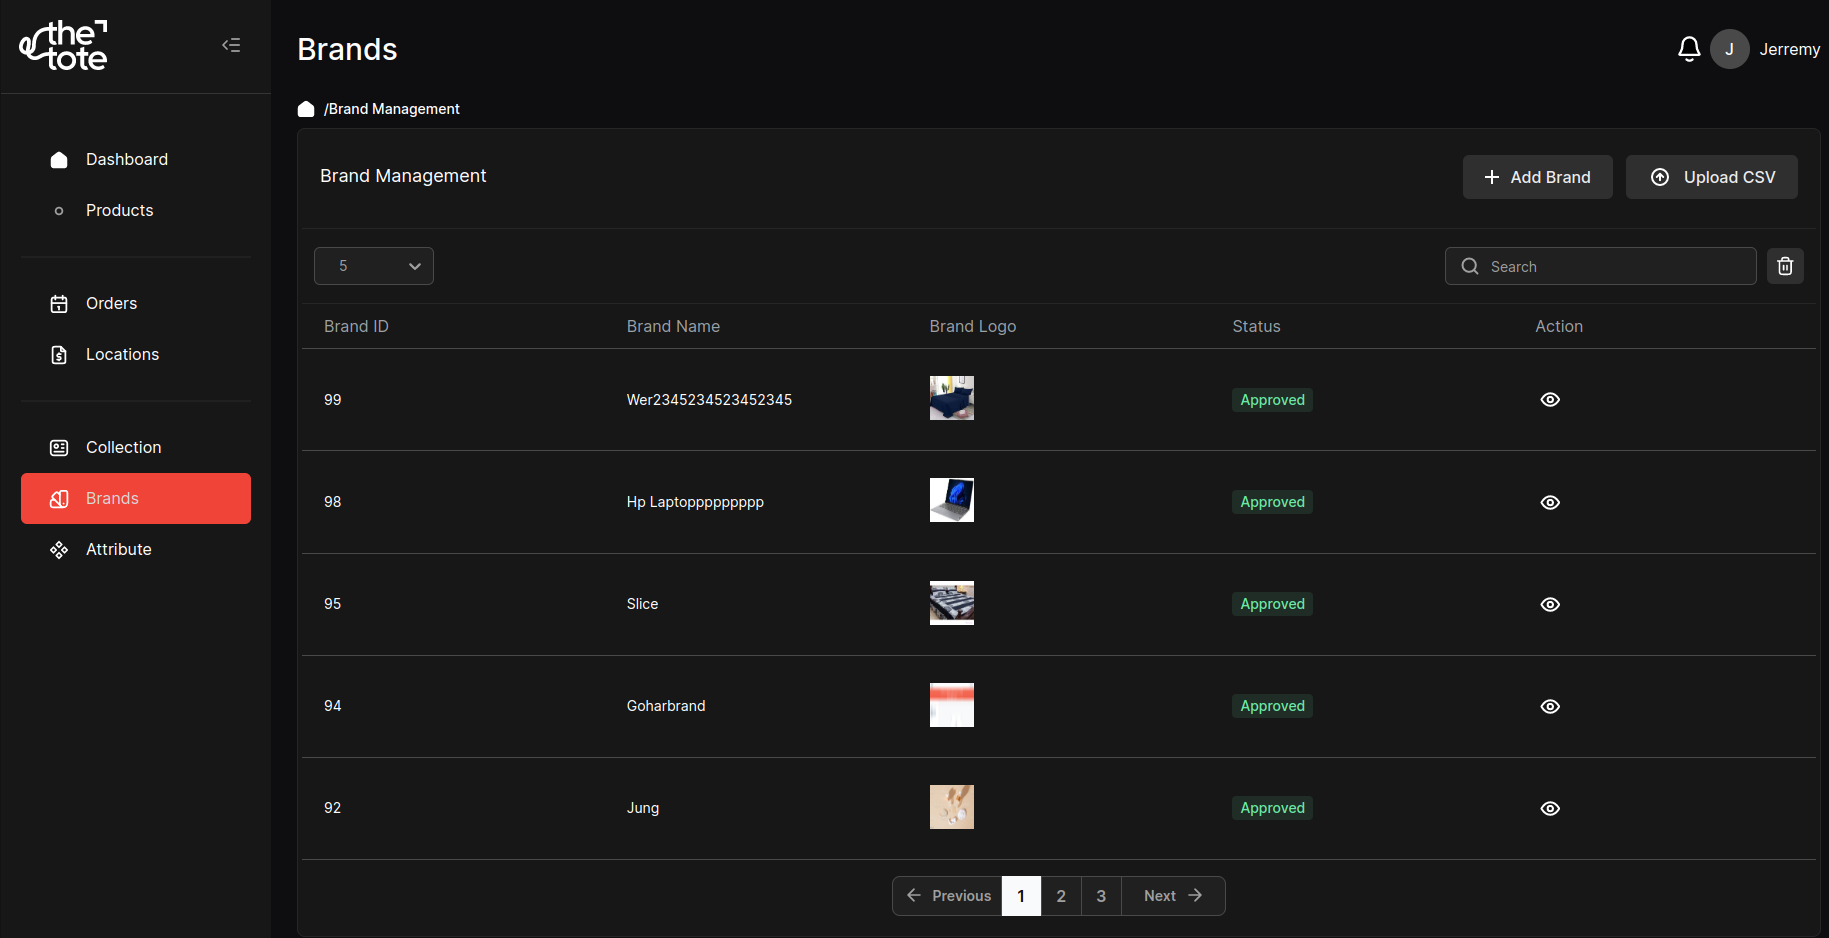 the
tote
Brands
J
Jerremy
/Brand Management
Dashboard
Products
Orders
Locations
Collection
Brands
Attribute
Brand Management
Add Brand
Upload CSV
5
Search
Brand ID Brand Name Brand Logo Status Action
99 Wer2345234523452345 Approved
98 Hp Laptoppppppppp Approved
95 Slice Approved
94 Goharbrand Approved
92 Jung Approved
Previous 1 2 3 Next